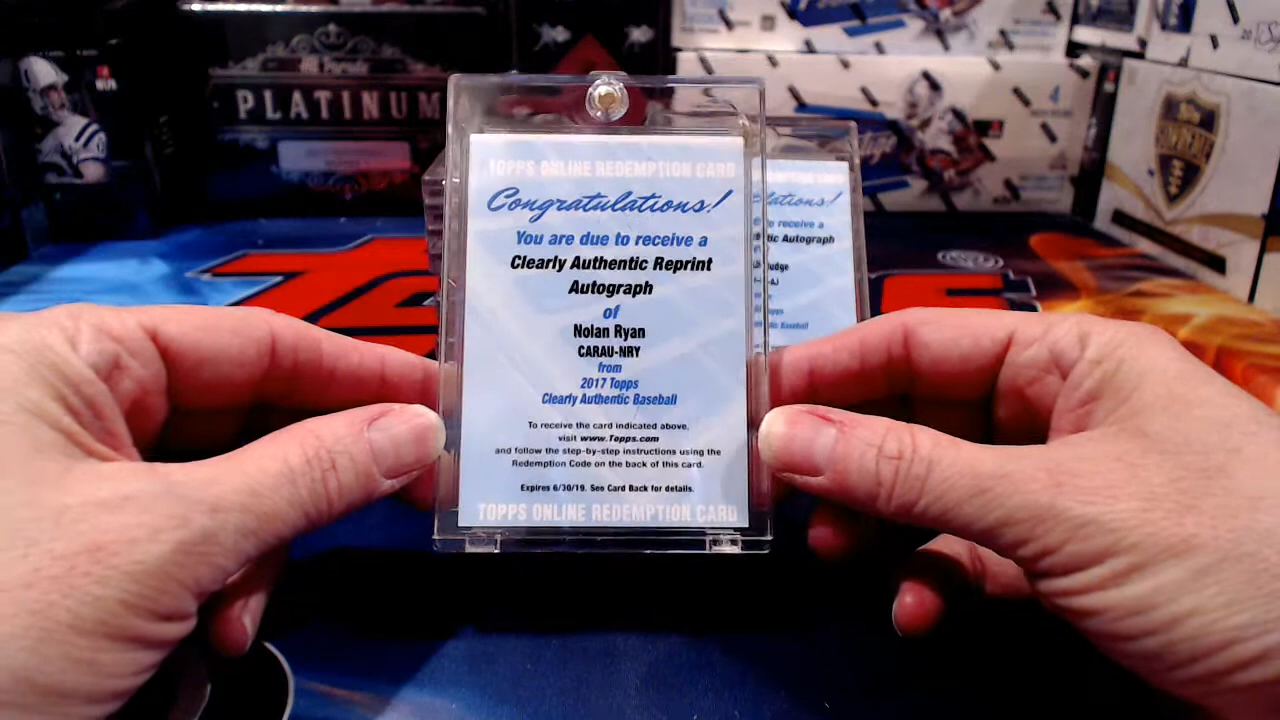 PLATINUM
TOPPS ONLINE REDEMPTION CARD
Congratulations!
You are due to receive a
Clearly Authentic Reprint
Autograph
of
Nolan Ryan
CARAU-NRY
from
2017 Topps
Clearly Authentic Baseball
To receive the card indicated above,
visit www.Topps.com
and follow the step-by-step instructions using the
Redemption Code on the back of this card.
Expires 6/30/19. See Card Back for details.
TOPPS ONLINE REDEMPTION CARD
CARD
receive a
Autograph
Baseball